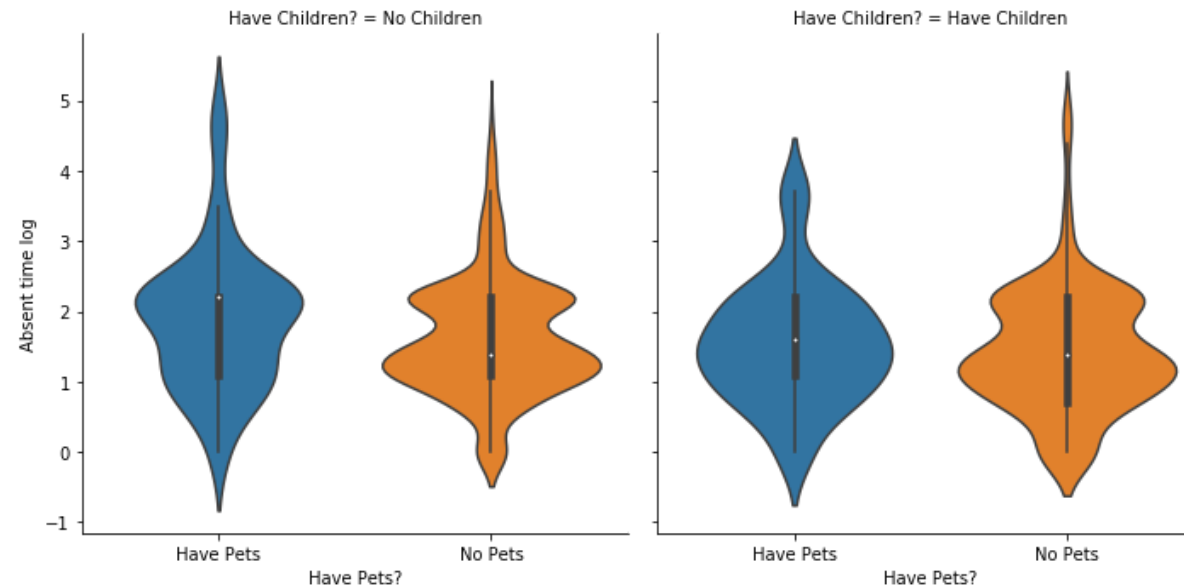 Have Children? = No Children
Have Children? = Have Children
Absent time log
5
4
3
2
1
0
−1
Have Pets
No Pets
Have Pets
No Pets
Have Pets?
Have Pets?